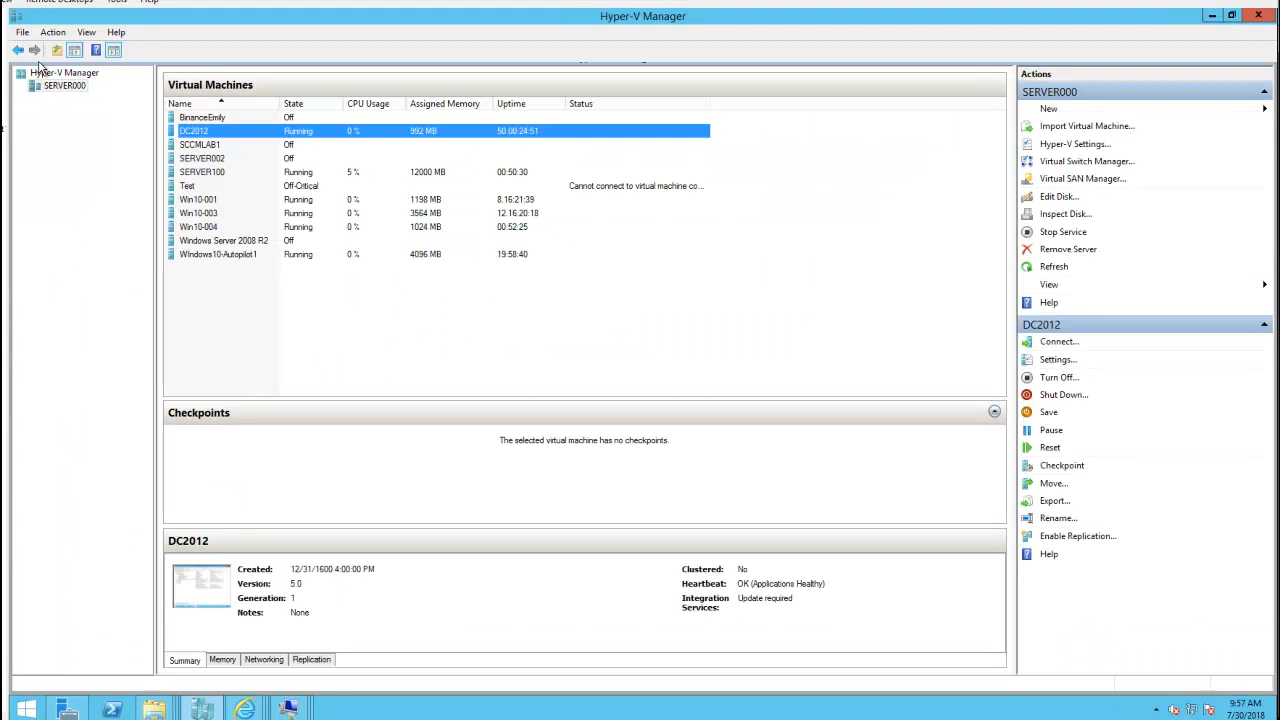 Remote Desktops Tools Help
Hyper-V Manager
File Action View Help
Hyper-V Manager
SERVER000
Virtual Machines
Name State CPU Usage Assigned Memory Uptime Status
BinanceEmily Off
DC2012 Running 0 % 992 MB 50.00:24:51
SCCMLAB1 Off
SERVER002 Off
SERVER100 Running 5 % 12000 MB 00:50:30
Test Off-Critical Cannot connect to virtual machine co...
Win10-001 Running 0 % 1198 MB 8.16:21:39
Win10-003 Running 0 % 3564 MB 12.16:20:18
Win10-004 Running 0 % 1024 MB 00:52:25
Windows Server 2008 R2 Off
WIndows10-Autopilot1 Running 0 % 4096 MB 19:58:40
Checkpoints
The selected virtual machine has no checkpoints.
DC2012
Created: 12/31/1600 4:00:00 PM Clustered: No
Version: 5.0 Heartbeat: OK (Applications Healthy)
Generation: 1 Integration Services: Update required
Notes: None
Summary Memory Networking Replication
Actions
SERVER000
New
Import Virtual Machine...
Hyper-V Settings...
Virtual Switch Manager...
Virtual SAN Manager...
Edit Disk...
Inspect Disk...
Stop Service
Remove Server
Refresh
View
Help
DC2012
Connect...
Settings...
Turn Off...
Shut Down...
Save
Pause
Reset
Checkpoint
Move...
Export...
Rename...
Enable Replication...
Help
9:57 AM
7/30/2018